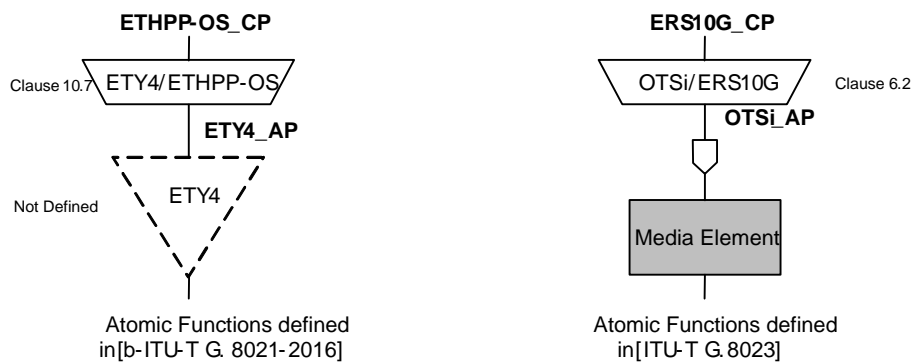 ETHPP-OS_CP
Clause 10.7
ETY4/ETHPP-OS
ETY4_AP
Not Defined
ETY4
Atomic Functions defined
in[b-ITU-T G. 8021-2016]
ERS10G_CP
OTSi/ERS10G
Clause 6.2
OTSi_AP
Media Element
Atomic Functions defined
in[ITU-T G. 8023]